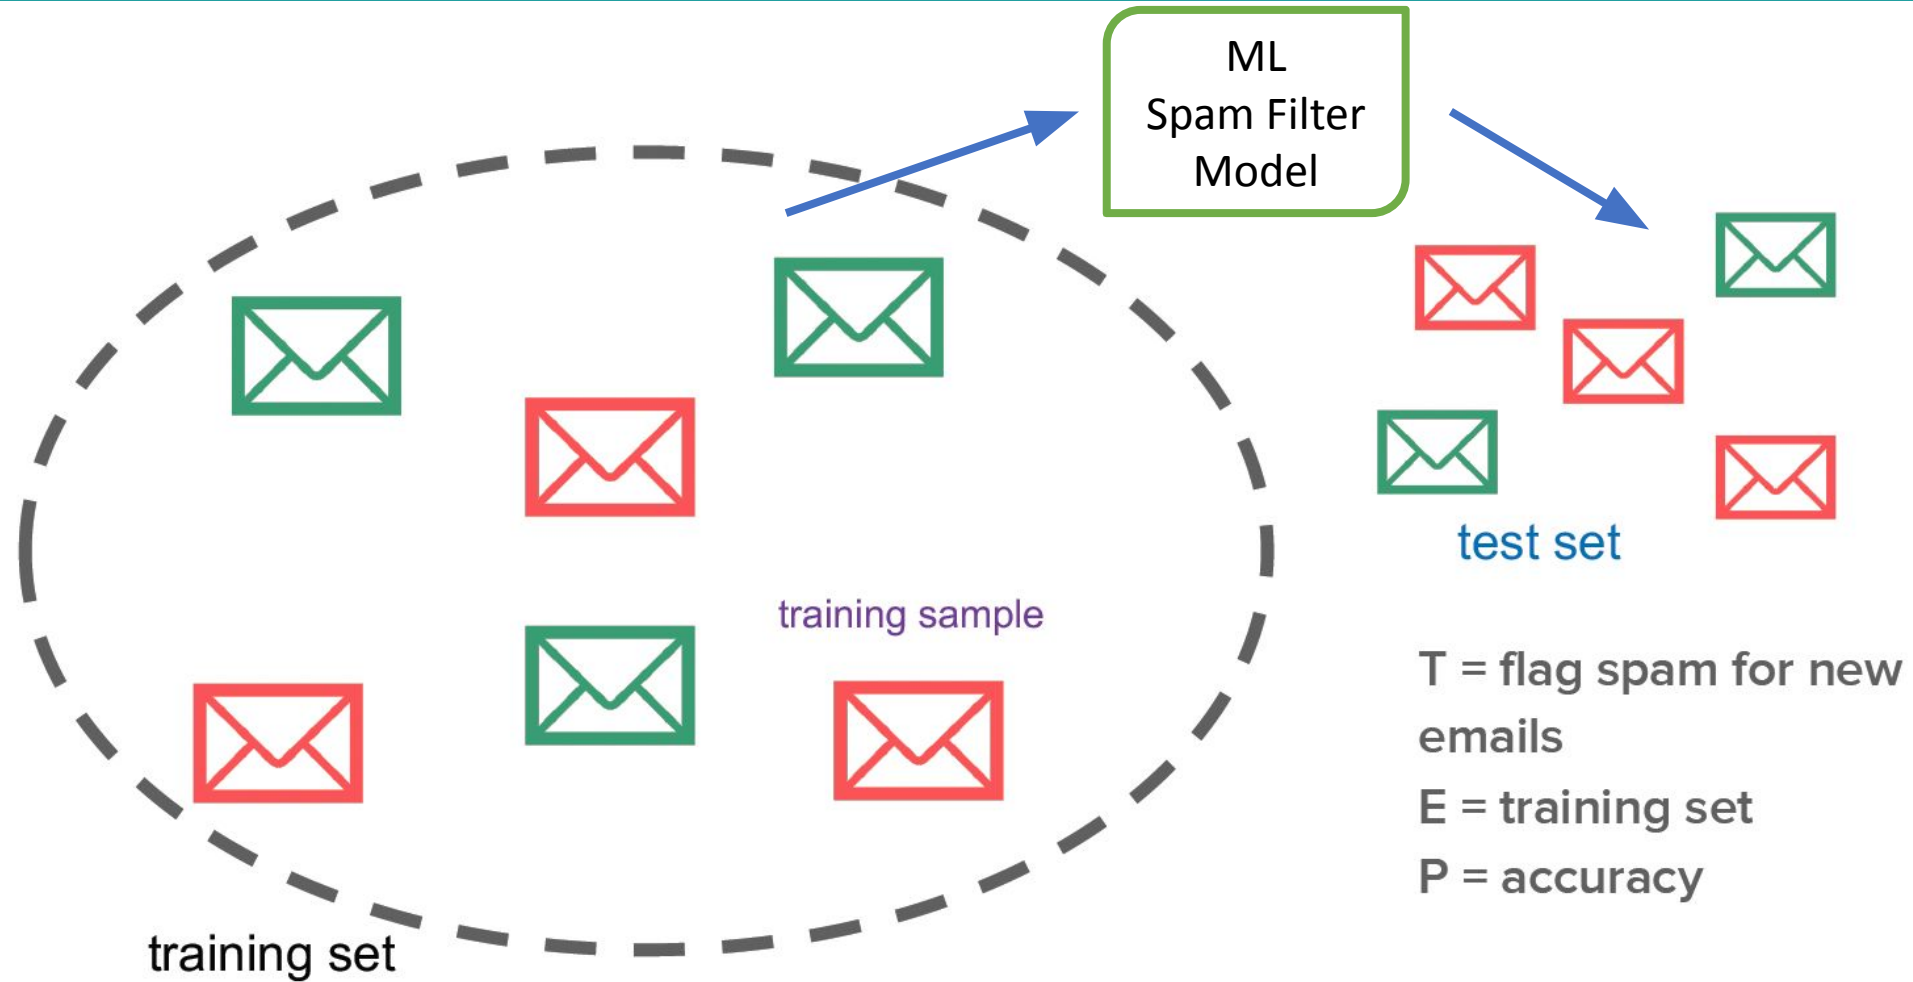 ML
Spam Filter
Model
training sample
training set
test set
T = flag spam for new
emails
E = training set
P = accuracy